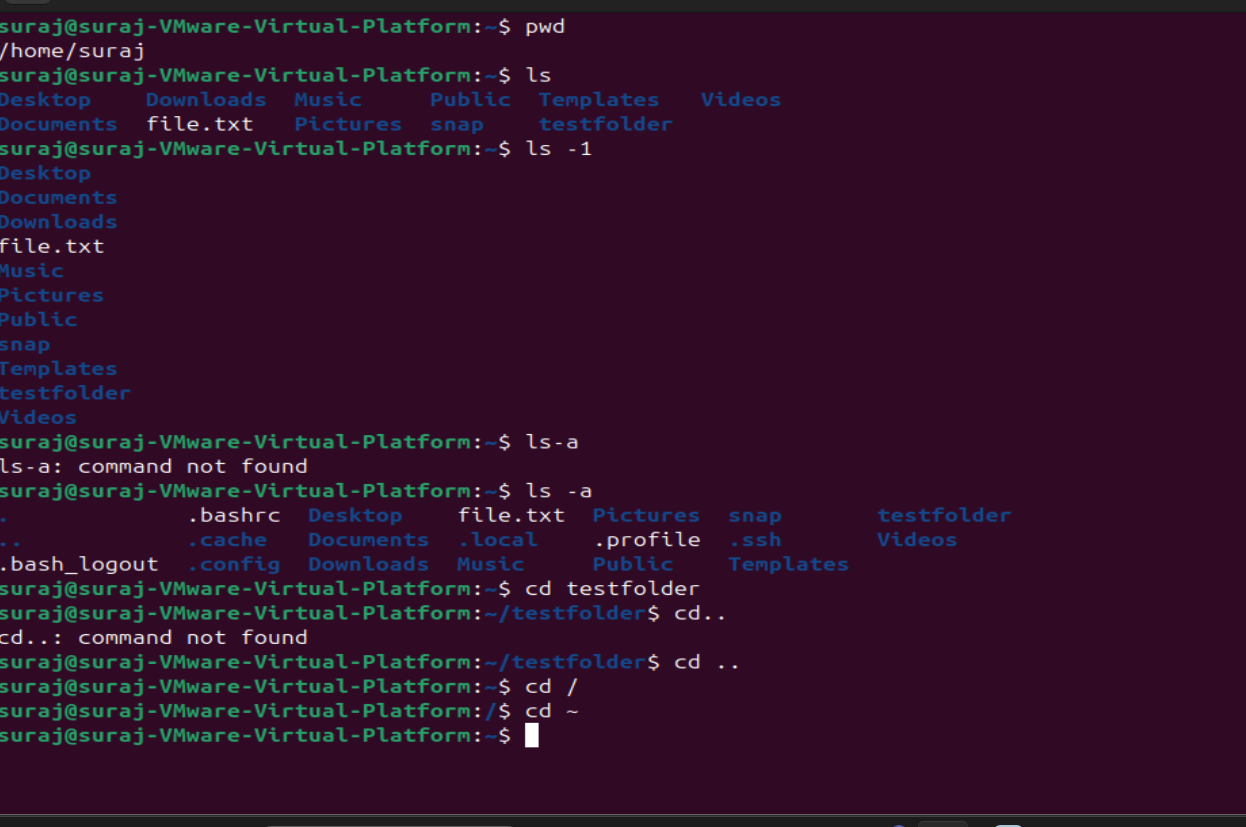 suraj@suraj-VMware-Virtual-Platform:~$ pwd
/home/suraj
suraj@suraj-VMware-Virtual-Platform:~$ ls
Desktop    Downloads  Music     Public  Templates   Videos
Documents  file.txt   Pictures  snap    testfolder
suraj@suraj-VMware-Virtual-Platform:~$ ls -1
Desktop
Documents
Downloads
file.txt
Music
Pictures
Public
snap
Templates
testfolder
Videos
suraj@suraj-VMware-Virtual-Platform:~$ ls-a
ls-a: command not found
suraj@suraj-VMware-Virtual-Platform:~$ ls -a
.             .bashrc  Desktop    file.txt  Pictures  snap       testfolder
..            .cache   Documents  .local    .profile  .ssh       Videos
.bash_logout  .config  Downloads  Music     Public    Templates
suraj@suraj-VMware-Virtual-Platform:~$ cd testfolder
suraj@suraj-VMware-Virtual-Platform:~/testfolder$ cd..
cd..: command not found
suraj@suraj-VMware-Virtual-Platform:~/testfolder$ cd ..
suraj@suraj-VMware-Virtual-Platform:~$ cd /
suraj@suraj-VMware-Virtual-Platform:/$ cd ~
suraj@suraj-VMware-Virtual-Platform:~$